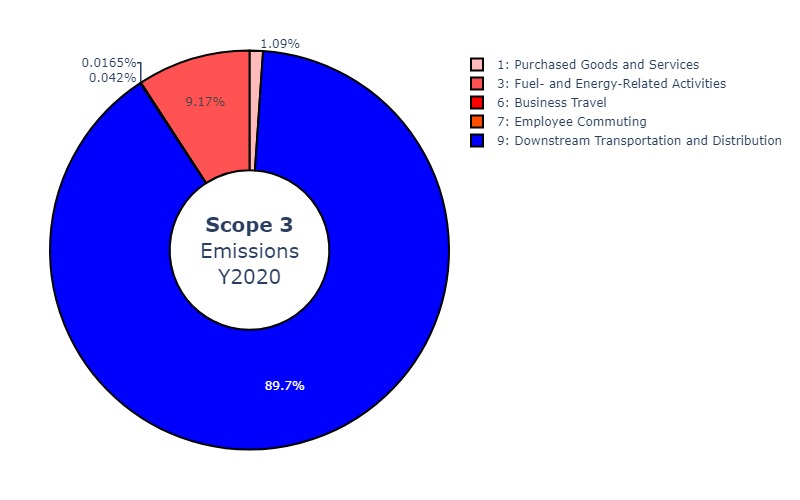 1.09%
0.0165%
0.042%
9.17%
Scope 3
Emissions
Y2020
89.7%
1: Purchased Goods and Services
3: Fuel- and Energy-Related Activities
6: Business Travel
7: Employee Commuting
9: Downstream Transportation and Distribution